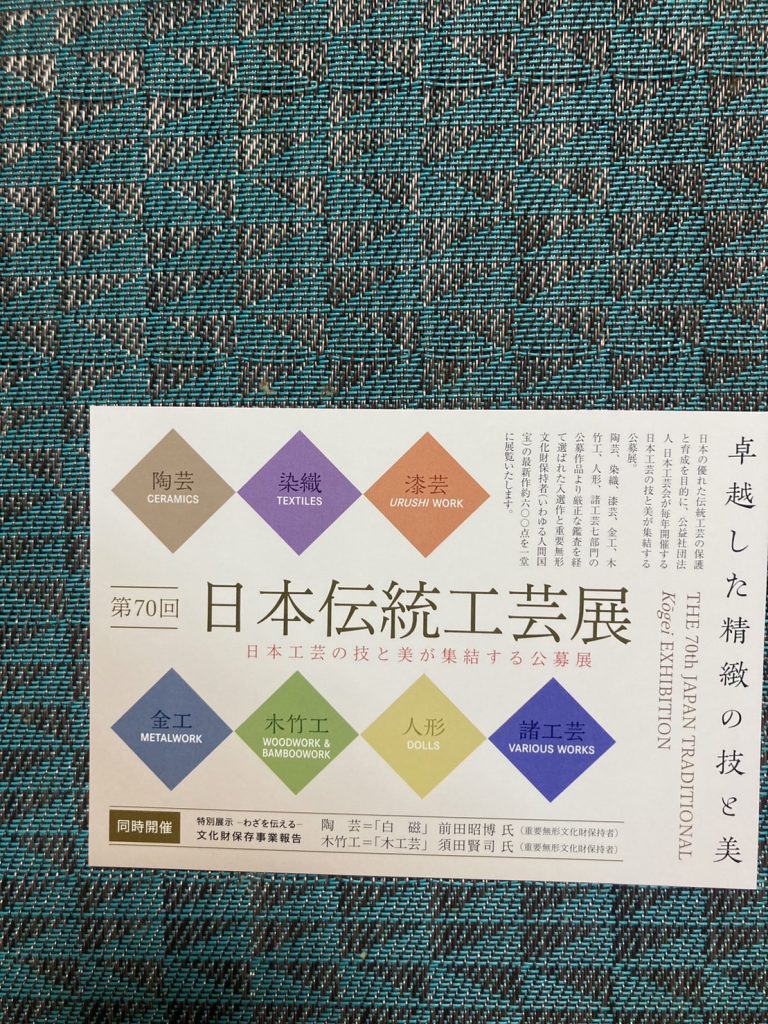 卓越した精緻の技と美
THE 70th JAPAN TRADITIONAL
Kōgei EXHIBITION
日本の優れた伝統工芸の保護
と育成を目的に、公益社団法
人 日本工芸会が毎年開催する
日本工芸の技と美が集結する
公募展。
陶芸、染織、漆芸、金工、木
竹工、人形、諸工芸七部門の
公募作品より厳正な鑑査を経
て選ばれた入選作と重要無形
文化財保持者（いわゆる人間国
宝）の最新作約六〇〇点を一堂
に展覧いたします。
陶芸
CERAMICS
染織
TEXTILES
漆芸
URUSHI WORK
第70回
日本伝統工芸展
日本工芸の技と美が集結する公募展
金工
METALWORK
木竹工
WOODWORK &
BAMBOOWORK
人形
DOLLS
諸工芸
VARIOUS WORKS
同時開催
特別展示 ─わざを伝える─
文化財保存事業報告
陶　芸＝「白　磁」 前田昭博 氏（重要無形文化財保持者）
木竹工＝「木工芸」 須田賢司 氏（重要無形文化財保持者）